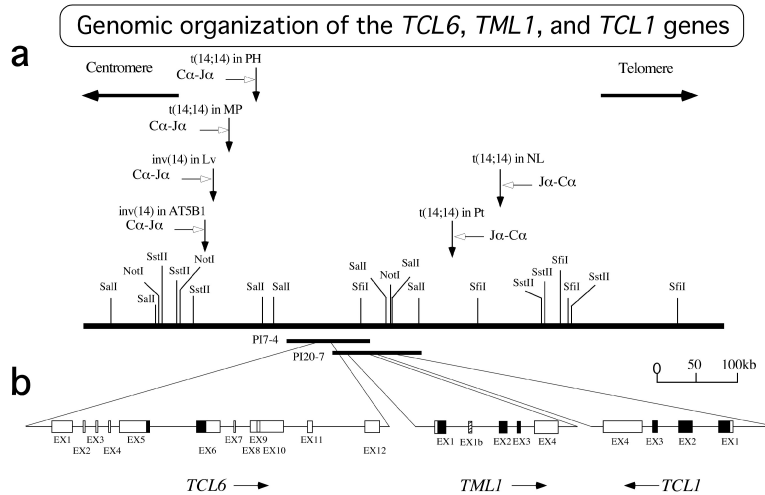 Genomic organization of the TCL6, TML1, and TCL1 genes
a
Centromere
Telomere
t(14;14) in PH
Cα-Jα
t(14;14) in MP
Cα-Jα
inv(14) in Lv
Cα-Jα
inv(14) in AT5B1
Cα-Jα
t(14;14) in NL
Jα-Cα
t(14;14) in Pt
Jα-Cα
SalI
NotI
SalI
SstII
SstII
NotI
SstII
SalI
SalI
SfiI
SalI
NotI
SalI
SalI
SfiI
SstII
SstII
SfiI
SfiI
SstII
SfiI
PI7-4
PI20-7
0 50 100kb
b
EX1
EX2
EX3
EX4
EX5
EX6
EX7
EX8
EX9
EX10
EX11
EX12
EX1
EX1b
EX2
EX3
EX4
EX4
EX3
EX2
EX1
TCL6
TML1
TCL1